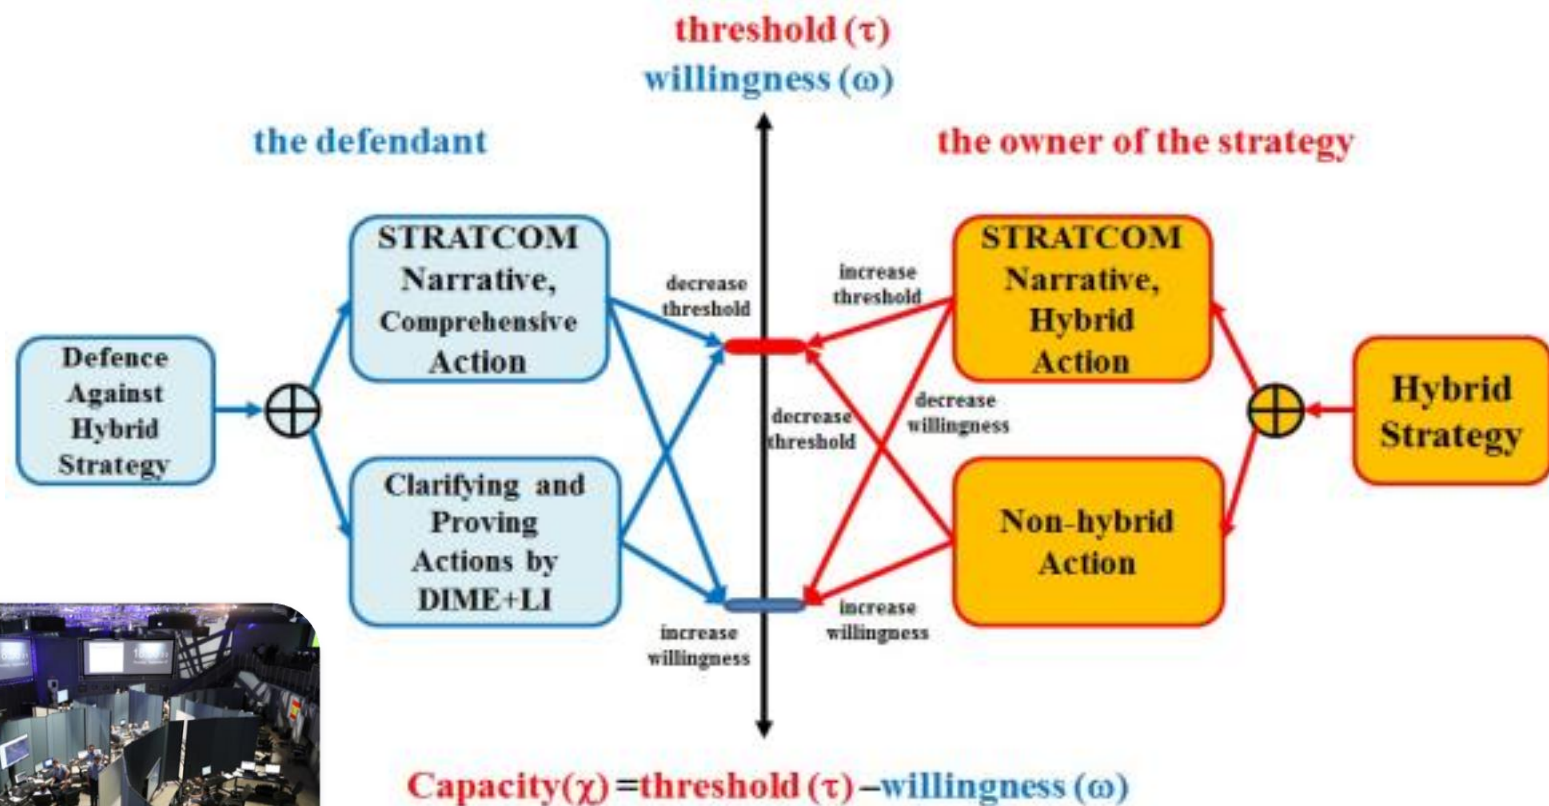 threshold (τ)
willingness (ω)
the defendant
the owner of the strategy
STRATCOM
Narrative,
Comprehensive
Action
decrease
threshold
increase
threshold
STRATCOM
Narrative,
Hybrid
Action
Defence
Against
Hybrid
Strategy
decrease
threshold
decrease
willingness
Hybrid
Strategy
Clarifying and
Proving
Actions by
DIME+LI
Non-hybrid
Action
increase
willingness
increase
willingness
Capacity(χ) =threshold (τ) –willingness (ω)